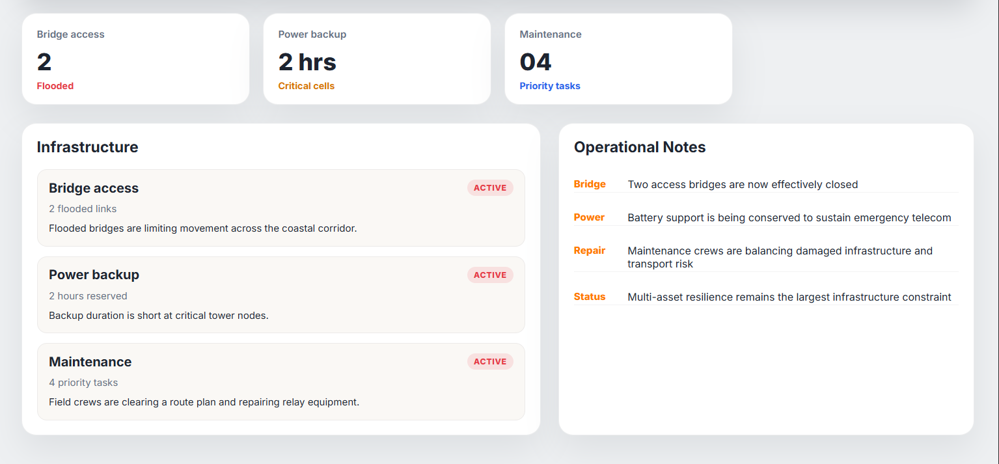 Bridge access
2
Flooded
Power backup
2 hrs
Critical cells
Maintenance
04
Priority tasks
Infrastructure
Bridge access
ACTIVE
2 flooded links
Flooded bridges are limiting movement across the coastal corridor.
Power backup
ACTIVE
2 hours reserved
Backup duration is short at critical tower nodes.
Maintenance
ACTIVE
4 priority tasks
Field crews are clearing a route plan and repairing relay equipment.
Operational Notes
Bridge Two access bridges are now effectively closed
Power Battery support is being conserved to sustain emergency telecom
Repair Maintenance crews are balancing damaged infrastructure and
transport risk
Status Multi-asset resilience remains the largest infrastructure constraint